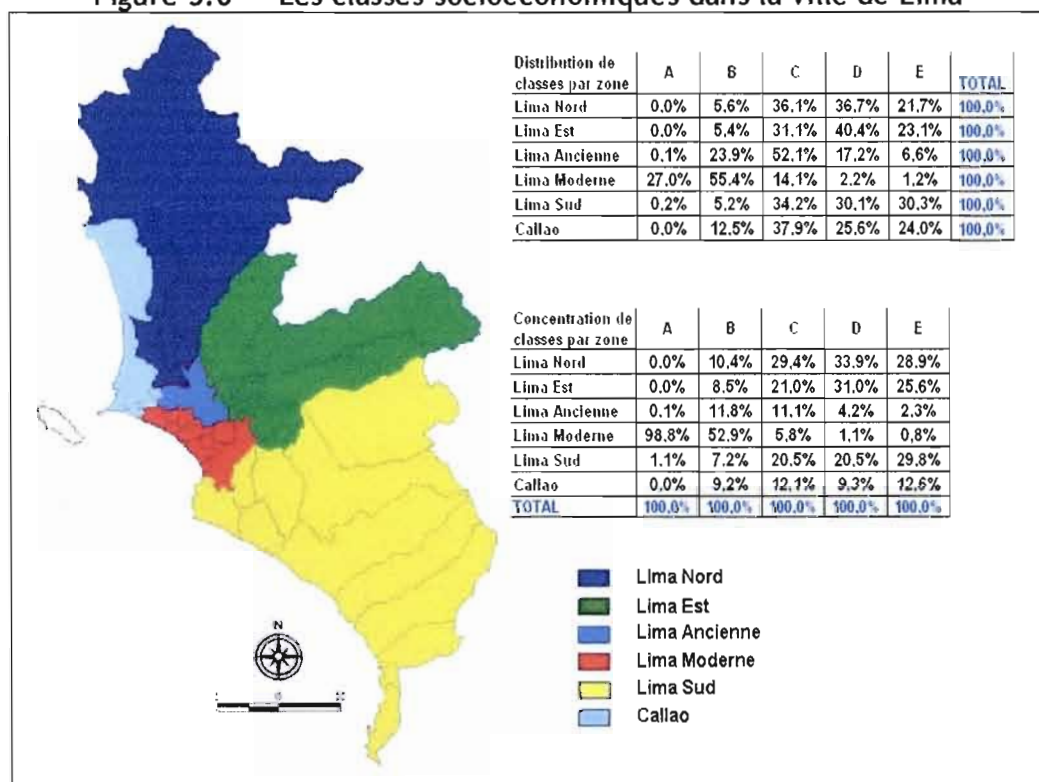 Figure 3.6 Les classes socioéconomiques dans la ville de Lima
Distribution de classes par zone A B C D E TOTAL
Lima Nord 0,0% 5,6% 36,1% 36,7% 21,7% 100,0%
Lima Est 0,0% 5,4% 31,1% 40,4% 23,1% 100,0%
Lima Ancienne 0,1% 23,9% 52,1% 17,2% 6,6% 100,0%
Lima Moderne 27,0% 55,4% 14,1% 2,2% 1,2% 100,0%
Lima Sud 0,2% 5,2% 34,2% 30,1% 30,3% 100,0%
Callao 0,0% 12,5% 37,9% 25,6% 24,0% 100,0%
Concentration de classes par zone A B C D E
Lima Nord 0,0% 10,4% 29,4% 33,9% 28,9%
Lima Est 0,0% 8,5% 21,0% 31,0% 25,6%
Lima Ancienne 0,1% 11,8% 11,1% 4,2% 2,3%
Lima Moderne 98,8% 52,9% 5,8% 1,1% 0,8%
Lima Sud 1,1% 7,2% 20,5% 20,5% 29,8%
Callao 0,0% 9,2% 12,1% 9,3% 12,6%
TOTAL 100,0% 100,0% 100,0% 100,0% 100,0%
Lima Nord
Lima Est
Lima Ancienne
Lima Moderne
Lima Sud
Callao
N